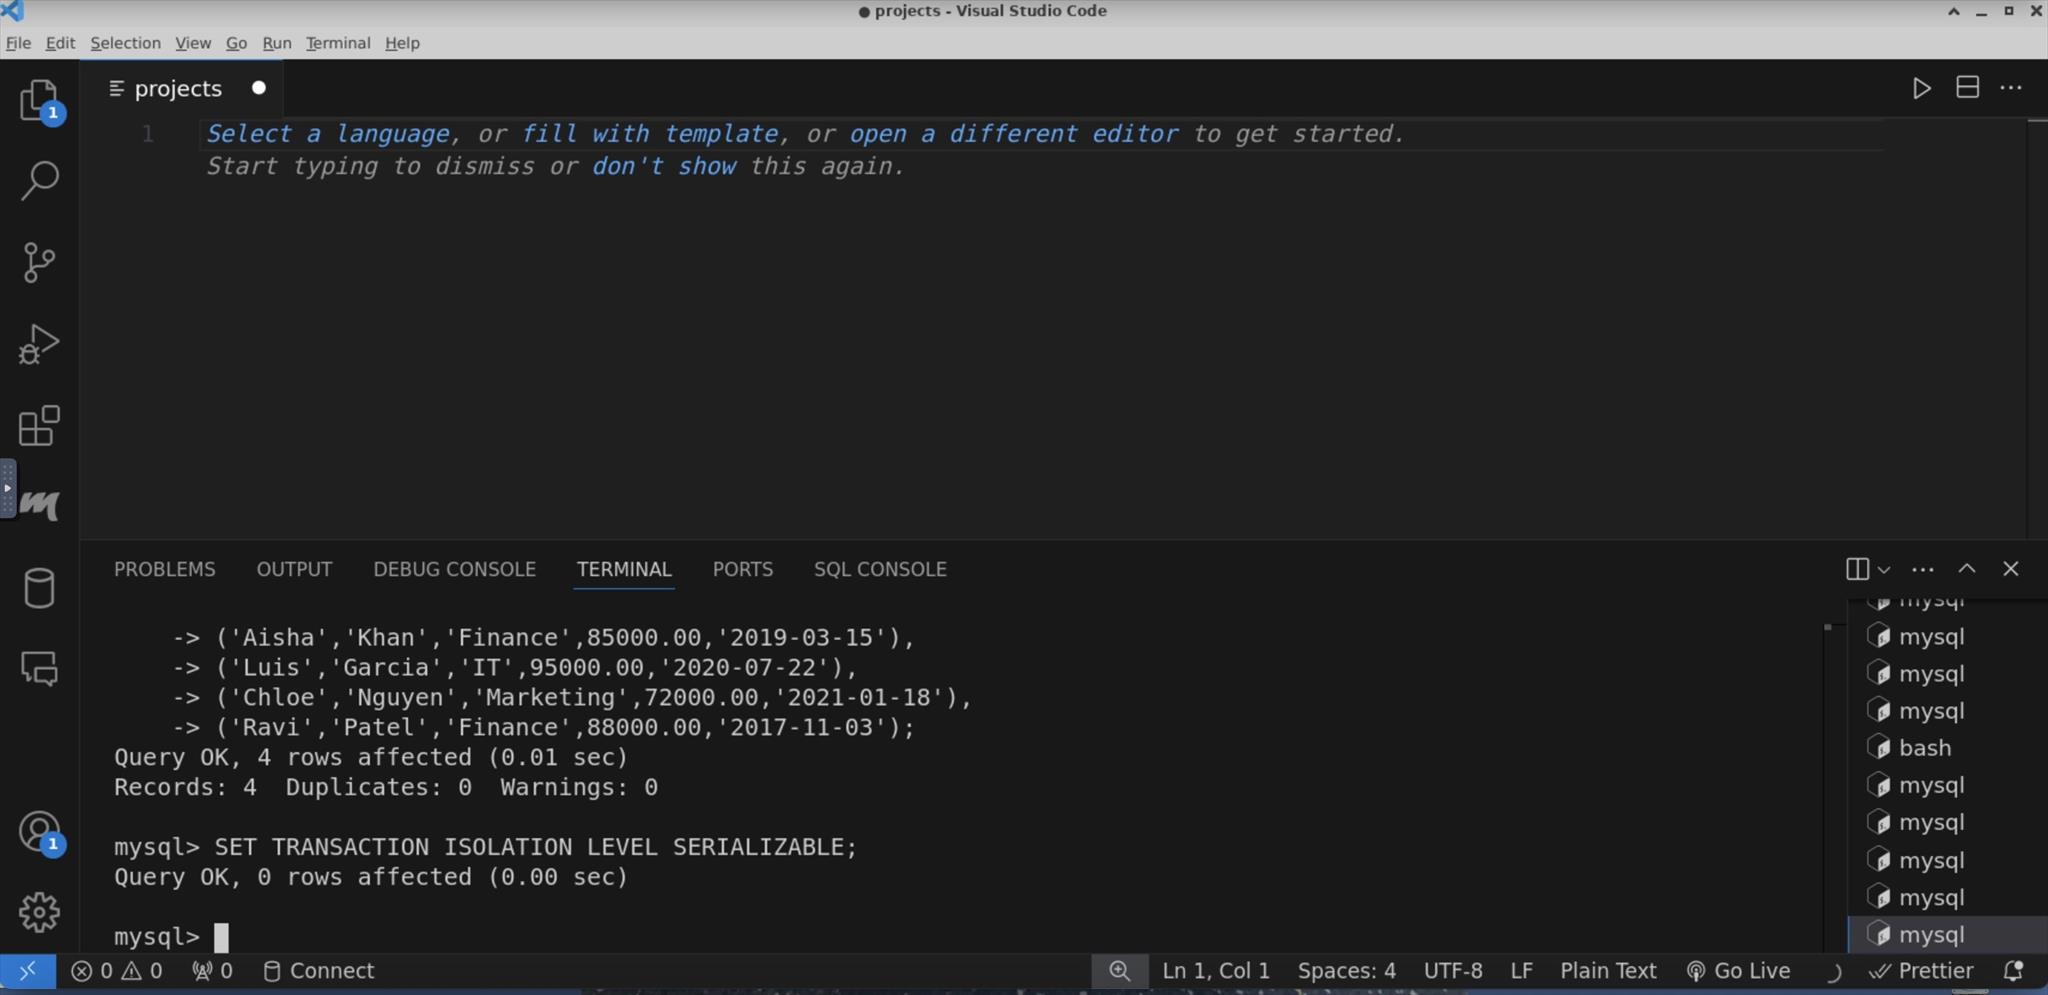 ● projects - Visual Studio Code
File Edit Selection View Go Run Terminal Help
1
projects
1 Select a language, or fill with template, or open a different editor to get started.
Start typing to dismiss or don't show this again.
PROBLEMS OUTPUT DEBUG CONSOLE TERMINAL PORTS SQL CONSOLE
-> ('Aisha','Khan','Finance',85000.00,'2019-03-15'),
-> ('Luis','Garcia','IT',95000.00,'2020-07-22'),
-> ('Chloe','Nguyen','Marketing',72000.00,'2021-01-18'),
-> ('Ravi','Patel','Finance',88000.00,'2017-11-03');
Query OK, 4 rows affected (0.01 sec)
Records: 4  Duplicates: 0  Warnings: 0
mysql> SET TRANSACTION ISOLATION LEVEL SERIALIZABLE;
Query OK, 0 rows affected (0.00 sec)
mysql>
mysql
mysql
mysql
mysql
bash
mysql
mysql
mysql
mysql
mysql
1
0 0 0 Connect Ln 1, Col 1 Spaces: 4 UTF-8 LF Plain Text Go Live Prettier